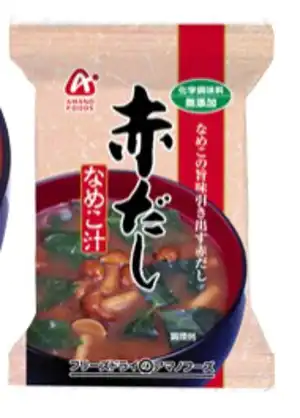 AMANO
FOODS
化学調味料
無添加
赤だし
なめこ汁
なめこの旨味引き出す赤だし。
調理例
フリーズドライのアマノフーズ